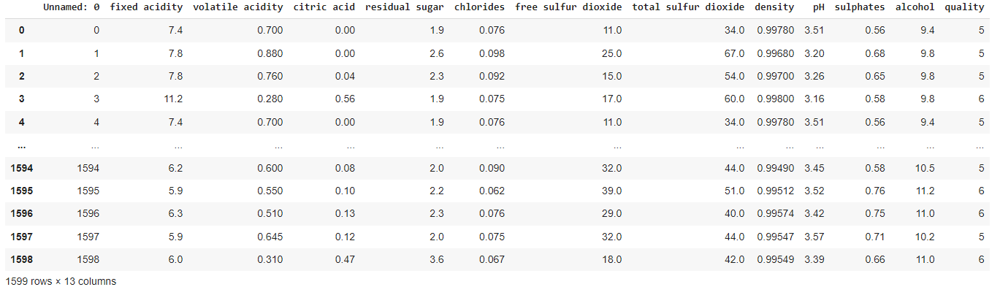 Unnamed: 0 fixed acidity volatile acidity citric acid residual sugar chlorides free sulfur dioxide total sulfur dioxide density pH sulphates alcohol quality
0 0 7.4 0.700 0.00 1.9 0.076 11.0 34.0 0.99780 3.51 0.56 9.4 5
1 1 7.8 0.880 0.00 2.6 0.098 25.0 67.0 0.99680 3.20 0.68 9.8 5
2 2 7.8 0.760 0.04 2.3 0.092 15.0 54.0 0.99700 3.26 0.65 9.8 5
3 3 11.2 0.280 0.56 1.9 0.075 17.0 60.0 0.99800 3.16 0.58 9.8 6
4 4 7.4 0.700 0.00 1.9 0.076 11.0 34.0 0.99780 3.51 0.56 9.4 5
... ... ... ... ... ... ... ... ... ... ... ... ... ...
1594 1594 6.2 0.600 0.08 2.0 0.090 32.0 44.0 0.99490 3.45 0.58 10.5 5
1595 1595 5.9 0.550 0.10 2.2 0.062 39.0 51.0 0.99512 3.52 0.76 11.2 6
1596 1596 6.3 0.510 0.13 2.3 0.076 29.0 40.0 0.99574 3.42 0.75 11.0 6
1597 1597 5.9 0.645 0.12 2.0 0.075 32.0 44.0 0.99547 3.57 0.71 10.2 5
1598 1598 6.0 0.310 0.47 3.6 0.067 18.0 42.0 0.99549 3.39 0.66 11.0 6
1599 rows × 13 columns